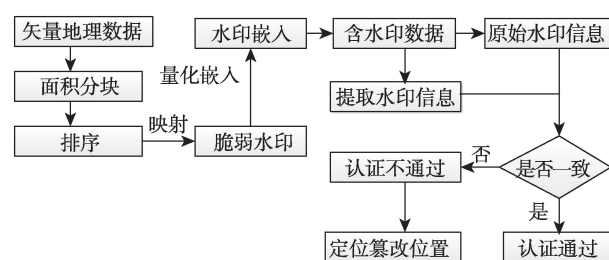 矢量地理数据
面积分块
排序
映射
脆弱水印
量化嵌入
水印嵌入
含水印数据
原始水印信息
提取水印信息
是否一致
否
认证不通过
定位篡改位置
是
认证通过